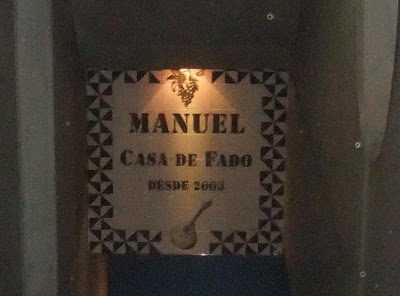 MANUEL
CASA DE FADO
DESDE 2003